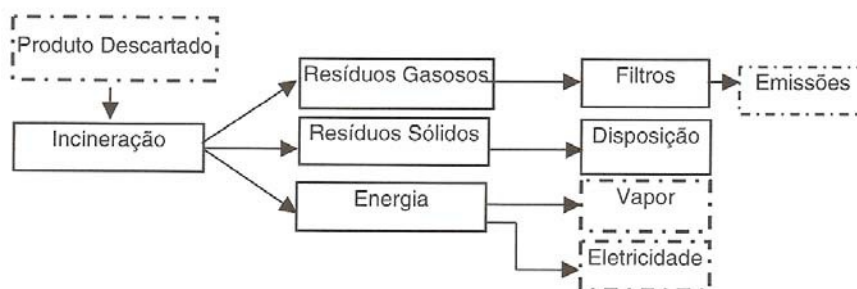 Produto Descartado
Resíduos Gasosos
Filtros
Emissões
Incineração
Resíduos Sólidos
Disposição
Energia
Vapor
Eletricidade